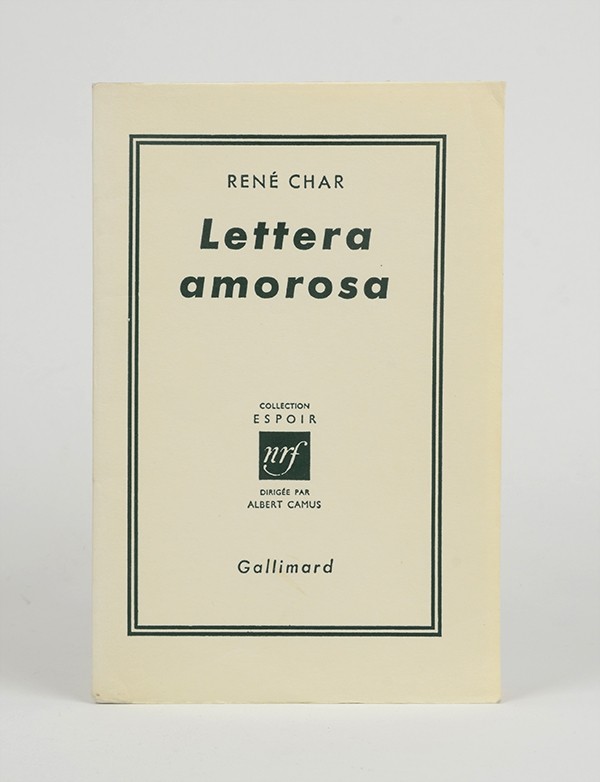 RENÉ CHAR
Lettera
amorosa
COLLECTION
ESPOIR
nrf
DIRIGÉE PAR
ALBERT CAMUS
Gallimard